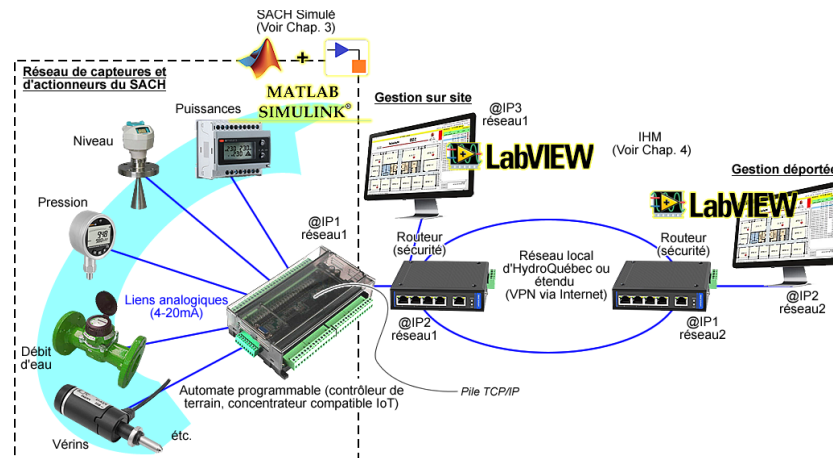 SACH Simulé
(Voir Chap. 3)
+
Réseau de capteures et
d'actionneurs du SACH
MATLAB
SIMULINK®
Puissances
Niveau
Pression
Liens analogiques
(4-20mA)
Débit
d'eau
Vérins
étc.
@IP1
réseau1
Automate programmable (contrôleur de
terrain, concentrateur compatible IoT)
Pile TCP/IP
Gestion sur site
@IP3
réseau1
LabVIEW
IHM
(Voir Chap. 4)
Gestion déportée
LabVIEW
Routeur
(sécurité)
@IP2
réseau1
Réseau local
d'HydroQuébec ou
étendu
(VPN via Internet)
Routeur
(sécurité)
@IP1
réseau2
@IP2
réseau2